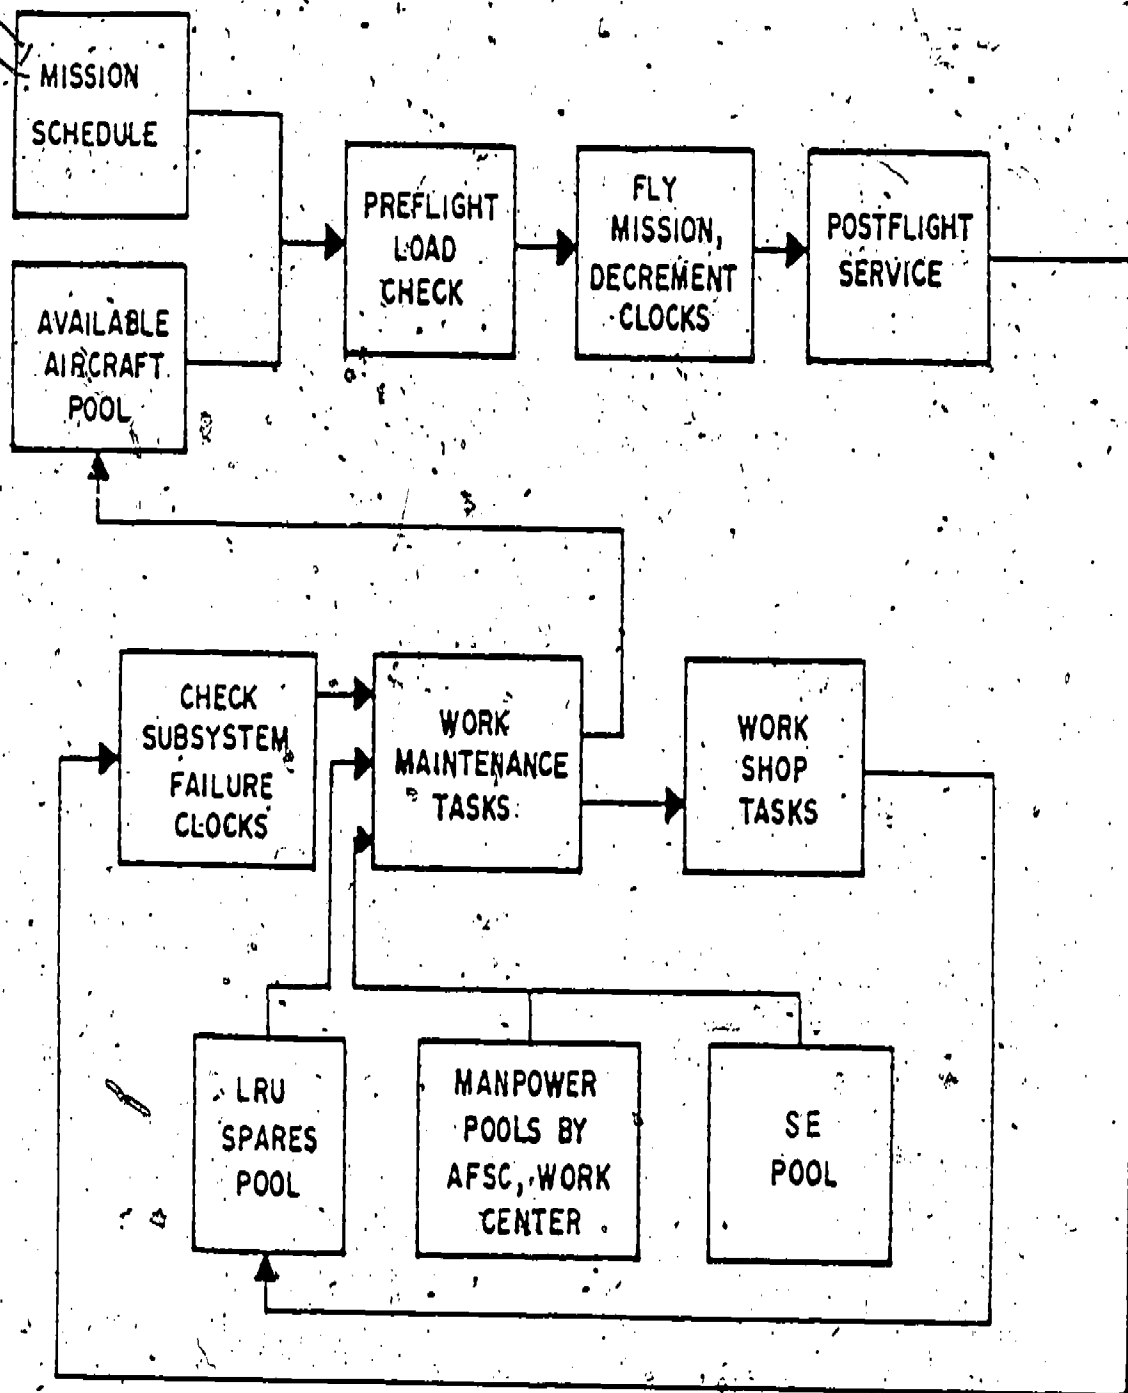 MISSION
SCHEDULE
PREFLIGHT
LOAD
CHECK
FLY
MISSION,
DECREMENT
CLOCKS
POSTFLIGHT
SERVICE
AVAILABLE
AIRCRAFT
POOL
CHECK
SUBSYSTEM
FAILURE
CLOCKS
WORK
MAINTENANCE
TASKS
WORK
SHOP
TASKS
LRU
SPARES
POOL
MANPOWER
POOLS BY
AFSC, WORK
CENTER
SE
POOL